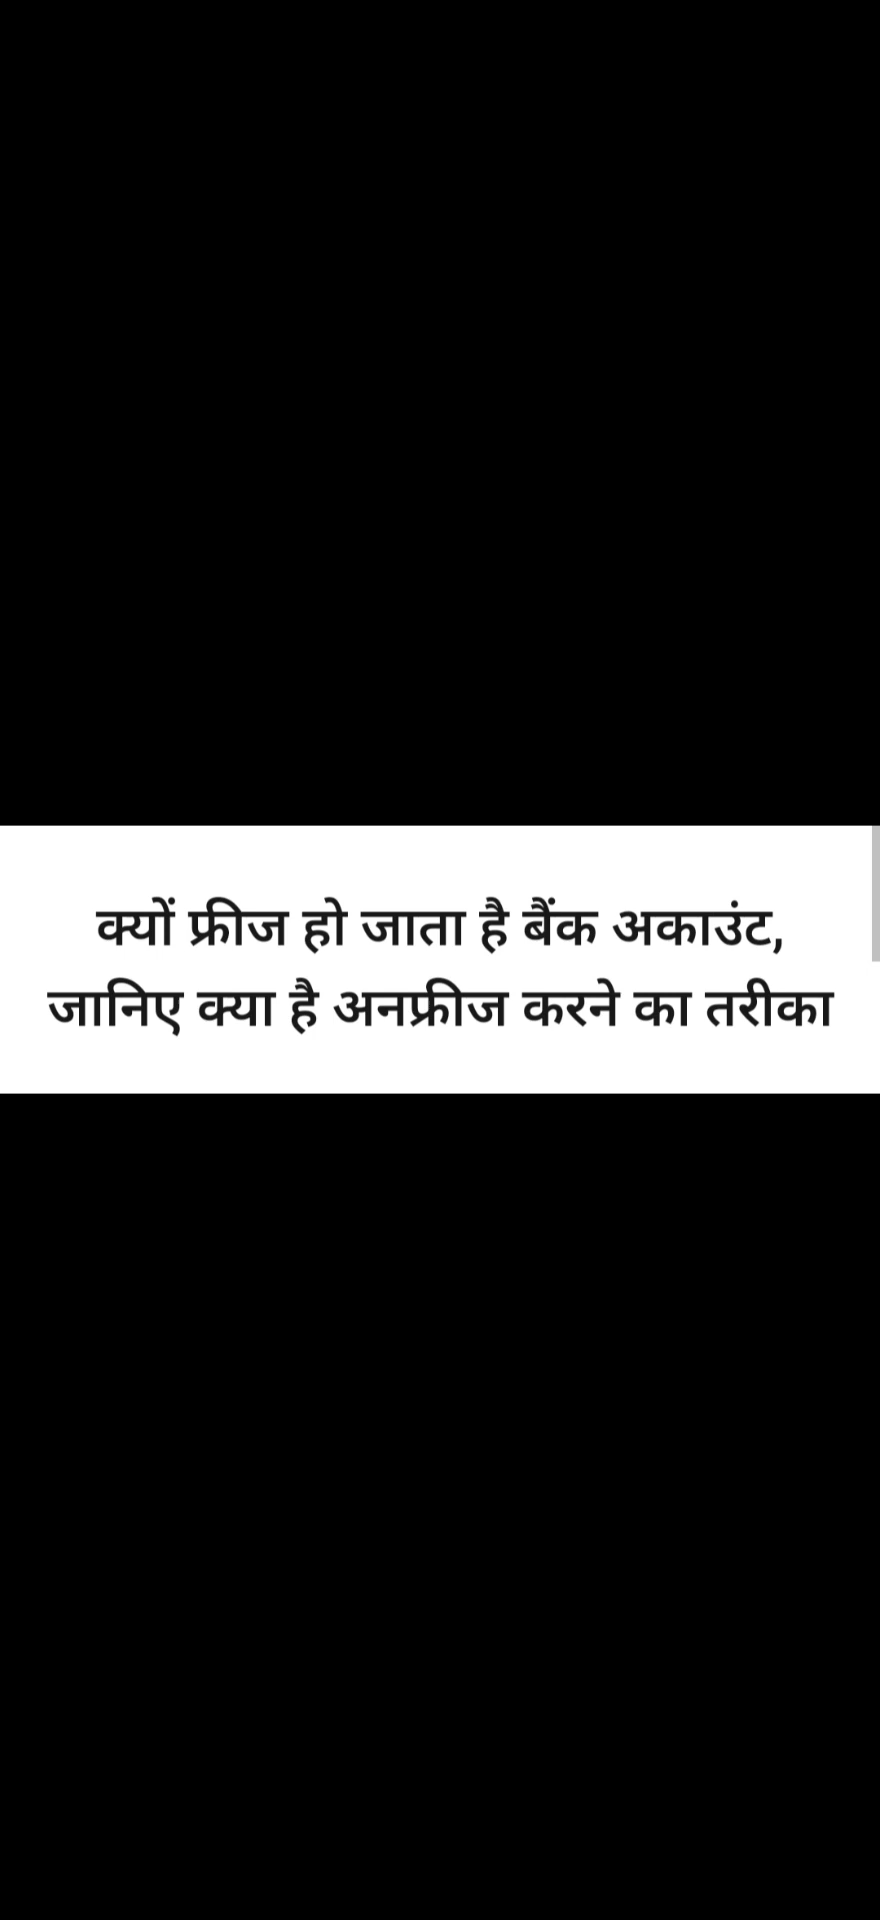 क्यों फ्रीज हो जाता है बैंक अकाउंट,
जानिए क्या है अनफ्रीज करने का तरीका